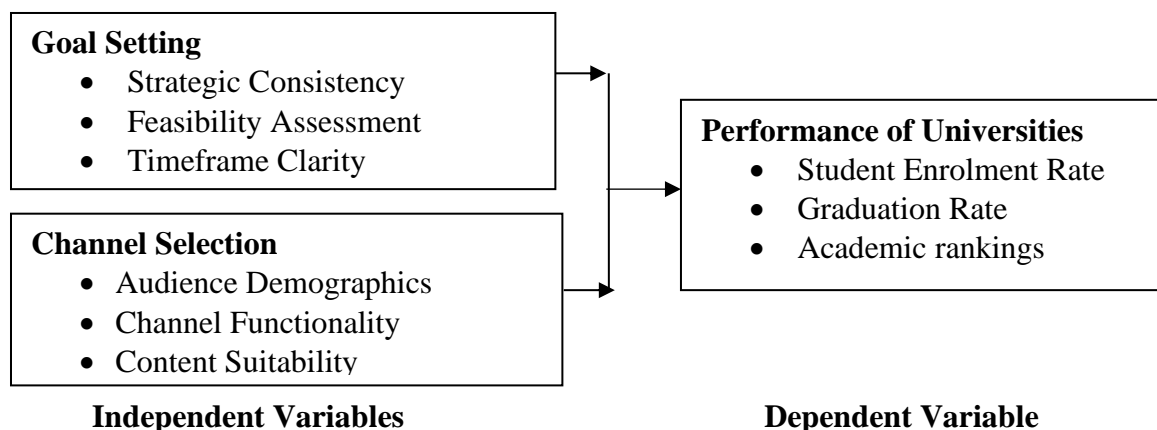 Goal Setting
• Strategic Consistency
• Feasibility Assessment
• Timeframe Clarity
Channel Selection
• Audience Demographics
• Channel Functionality
• Content Suitability
Independent Variables
Performance of Universities
• Student Enrolment Rate
• Graduation Rate
• Academic rankings
Dependent Variable